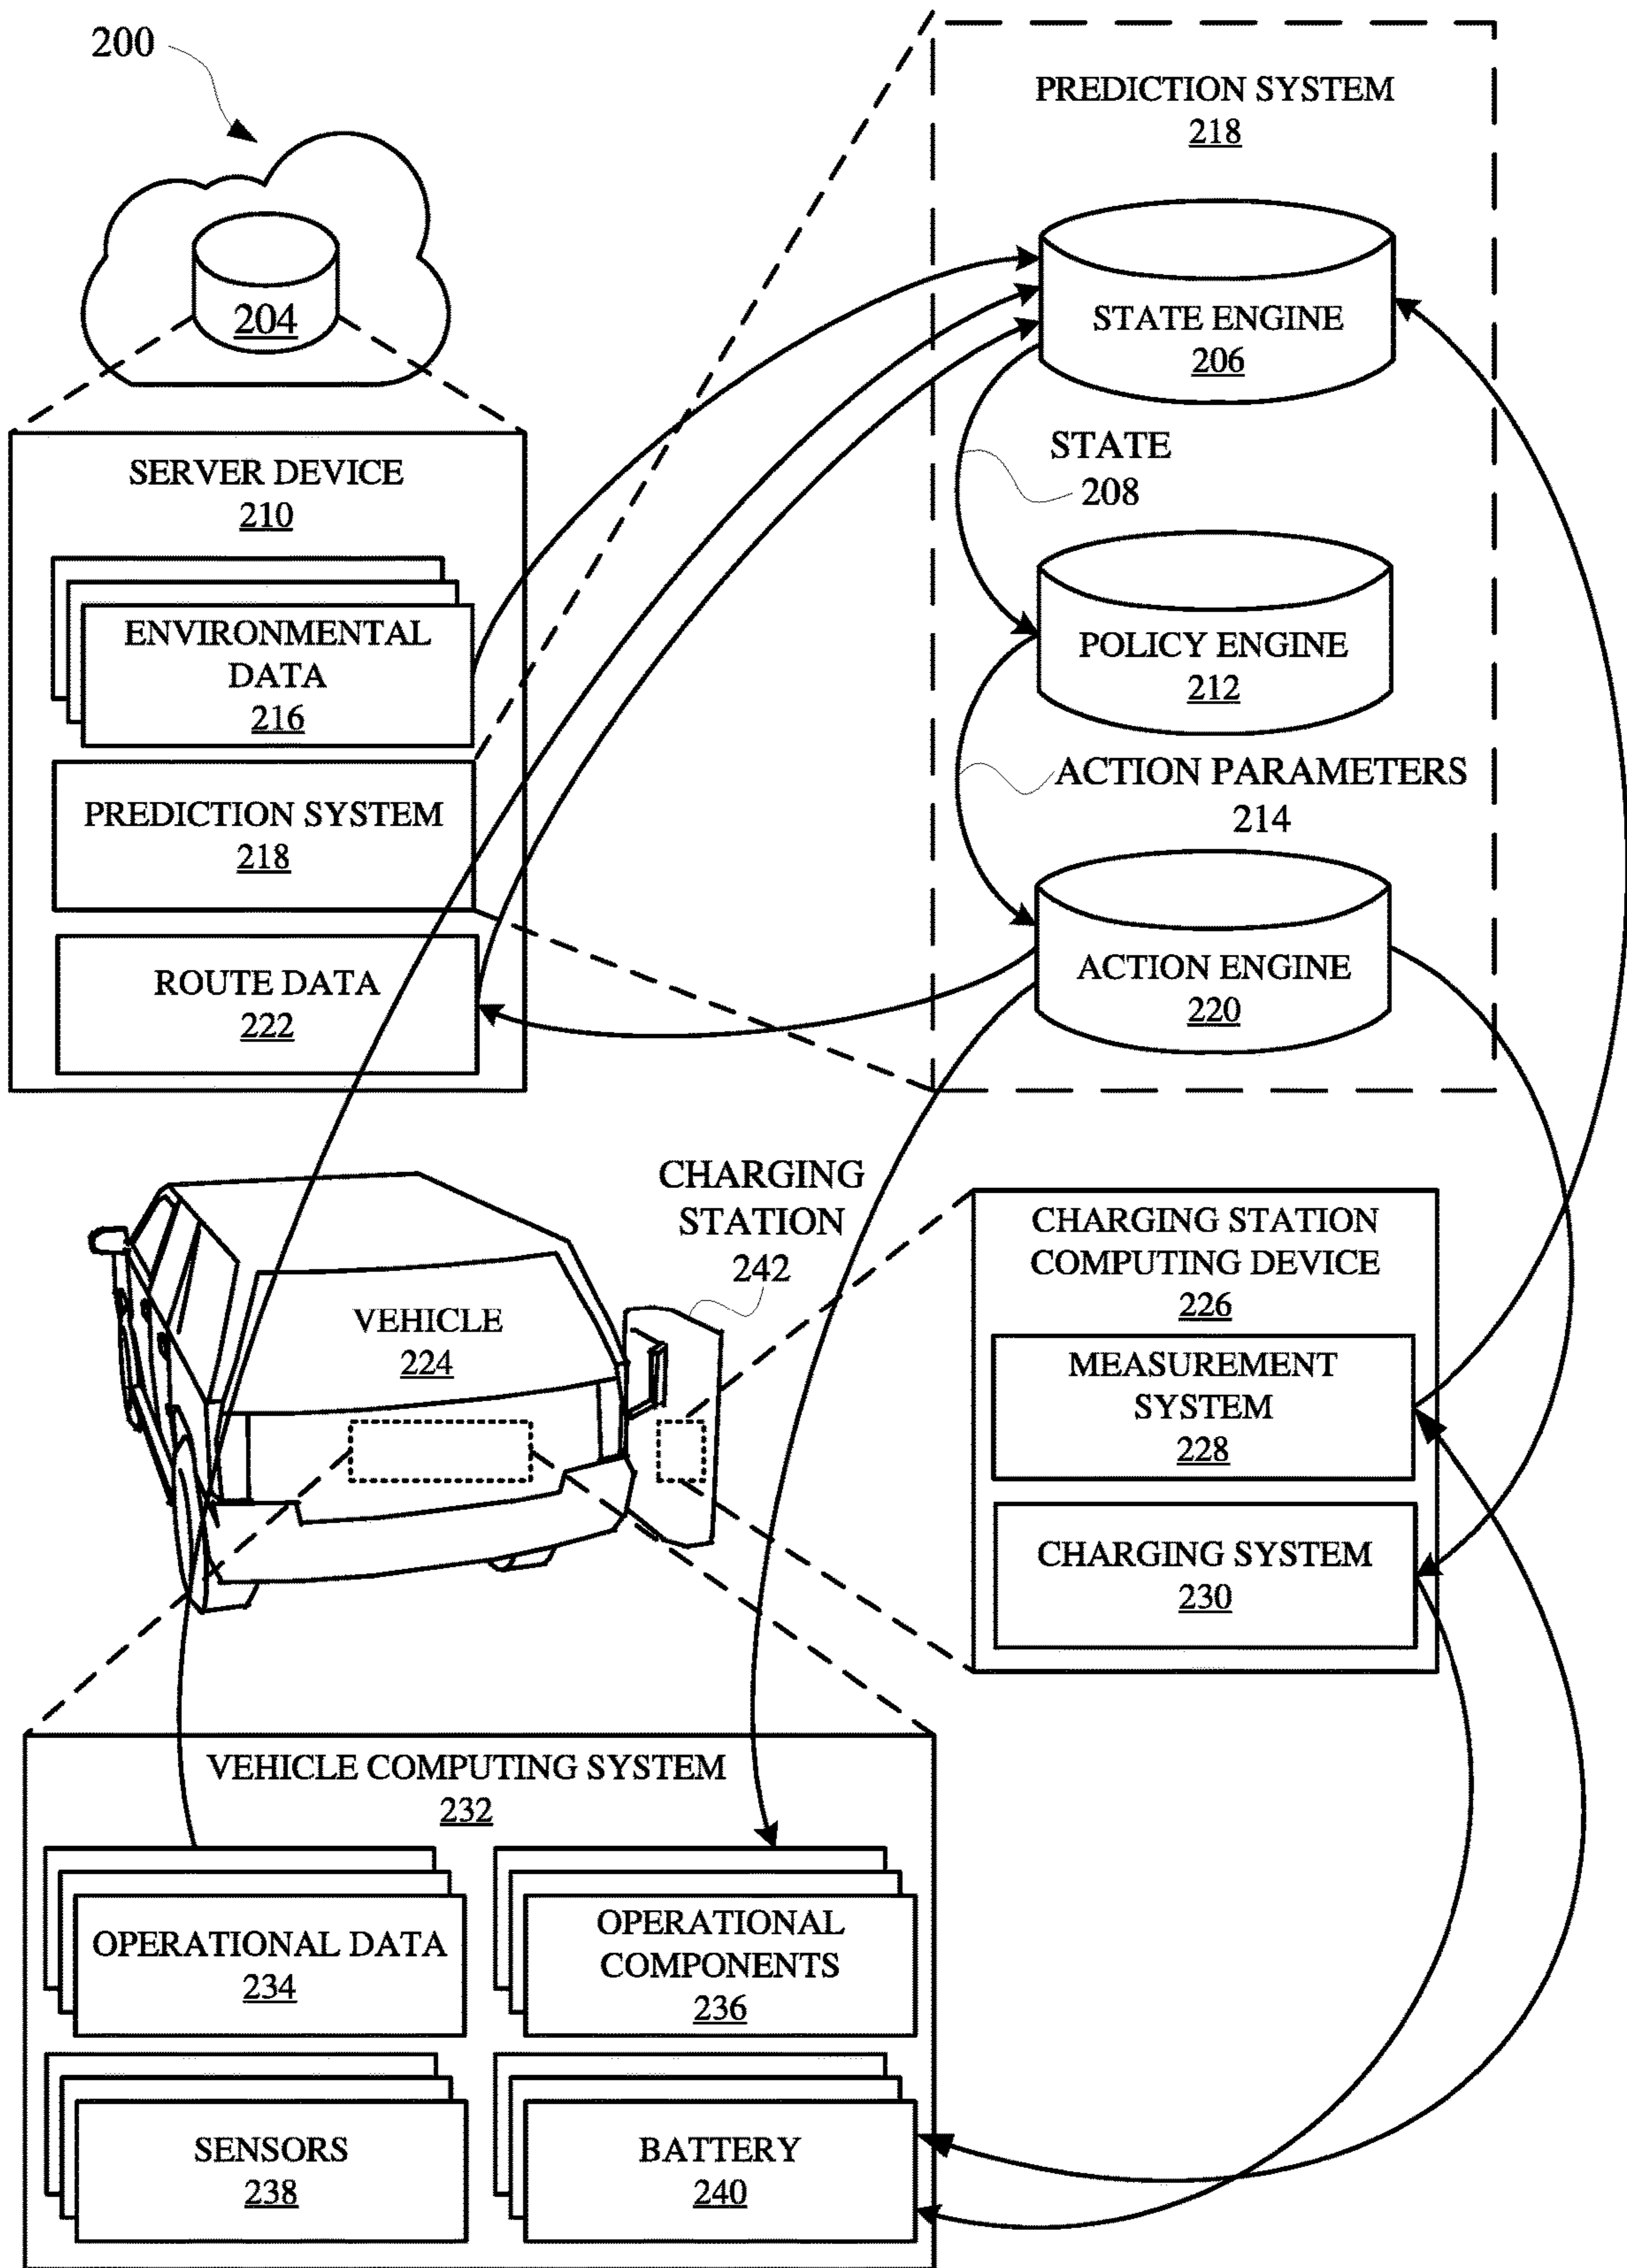 200
204
SERVER DEVICE
210
ENVIRONMENTAL
DATA
216
PREDICTION SYSTEM
218
ROUTE DATA
222
PREDICTION SYSTEM
218
STATE ENGINE
206
STATE
208
POLICY ENGINE
212
ACTION PARAMETERS
214
ACTION ENGINE
220
VEHICLE
224
CHARGING
STATION
242
CHARGING STATION
COMPUTING DEVICE
226
MEASUREMENT
SYSTEM
228
CHARGING SYSTEM
230
VEHICLE COMPUTING SYSTEM
232
OPERATIONAL DATA
234
OPERATIONAL
COMPONENTS
236
SENSORS
238
BATTERY
240